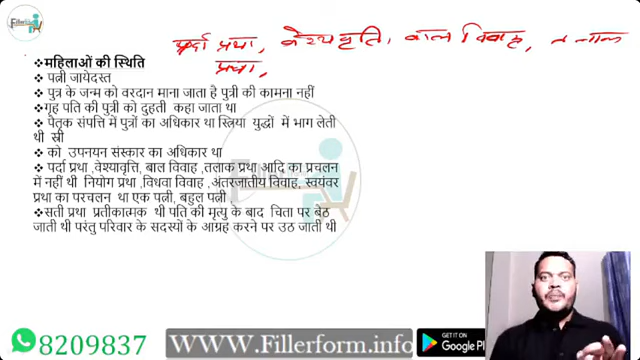 Fillerform
पर्दा प्रथा, वेश्यावृति, बाल विवाह, तलाक
प्रथा,
महिलाओं की स्थिति
पत्नी जायेदस्त
पुत्र के जन्म को वरदान माना जाता है पुत्री की कामना नहीं
गृह पति की पुत्री को दुहती कहा जाता था
पैतृक संपत्ति में पुत्रों का अधिकार था स्त्रिया युद्धों में भाग लेती
थी स्त्री
को उपनयन संस्कार का अधिकार था
पर्दा प्रथा ,वेश्यावृत्ति, बाल विवाह ,तलाक प्रथा आदि का प्रचलन
में नहीं थी नियोग प्रथा ,विधवा विवाह ,अंतरजातीय विवाह, स्वयंवर
प्रथा का परचलन था एक पत्नी, बहुल पत्नी
सती प्रथा प्रतीकात्मक थी पति की मृत्यु के बाद चिता पर बेठ
जाती थी परंतु परिवार के सदस्यों के आग्रह करने पर उठ जाती थी
8209837
WWW.Fillerform.info
GET IT ON
Google Pl